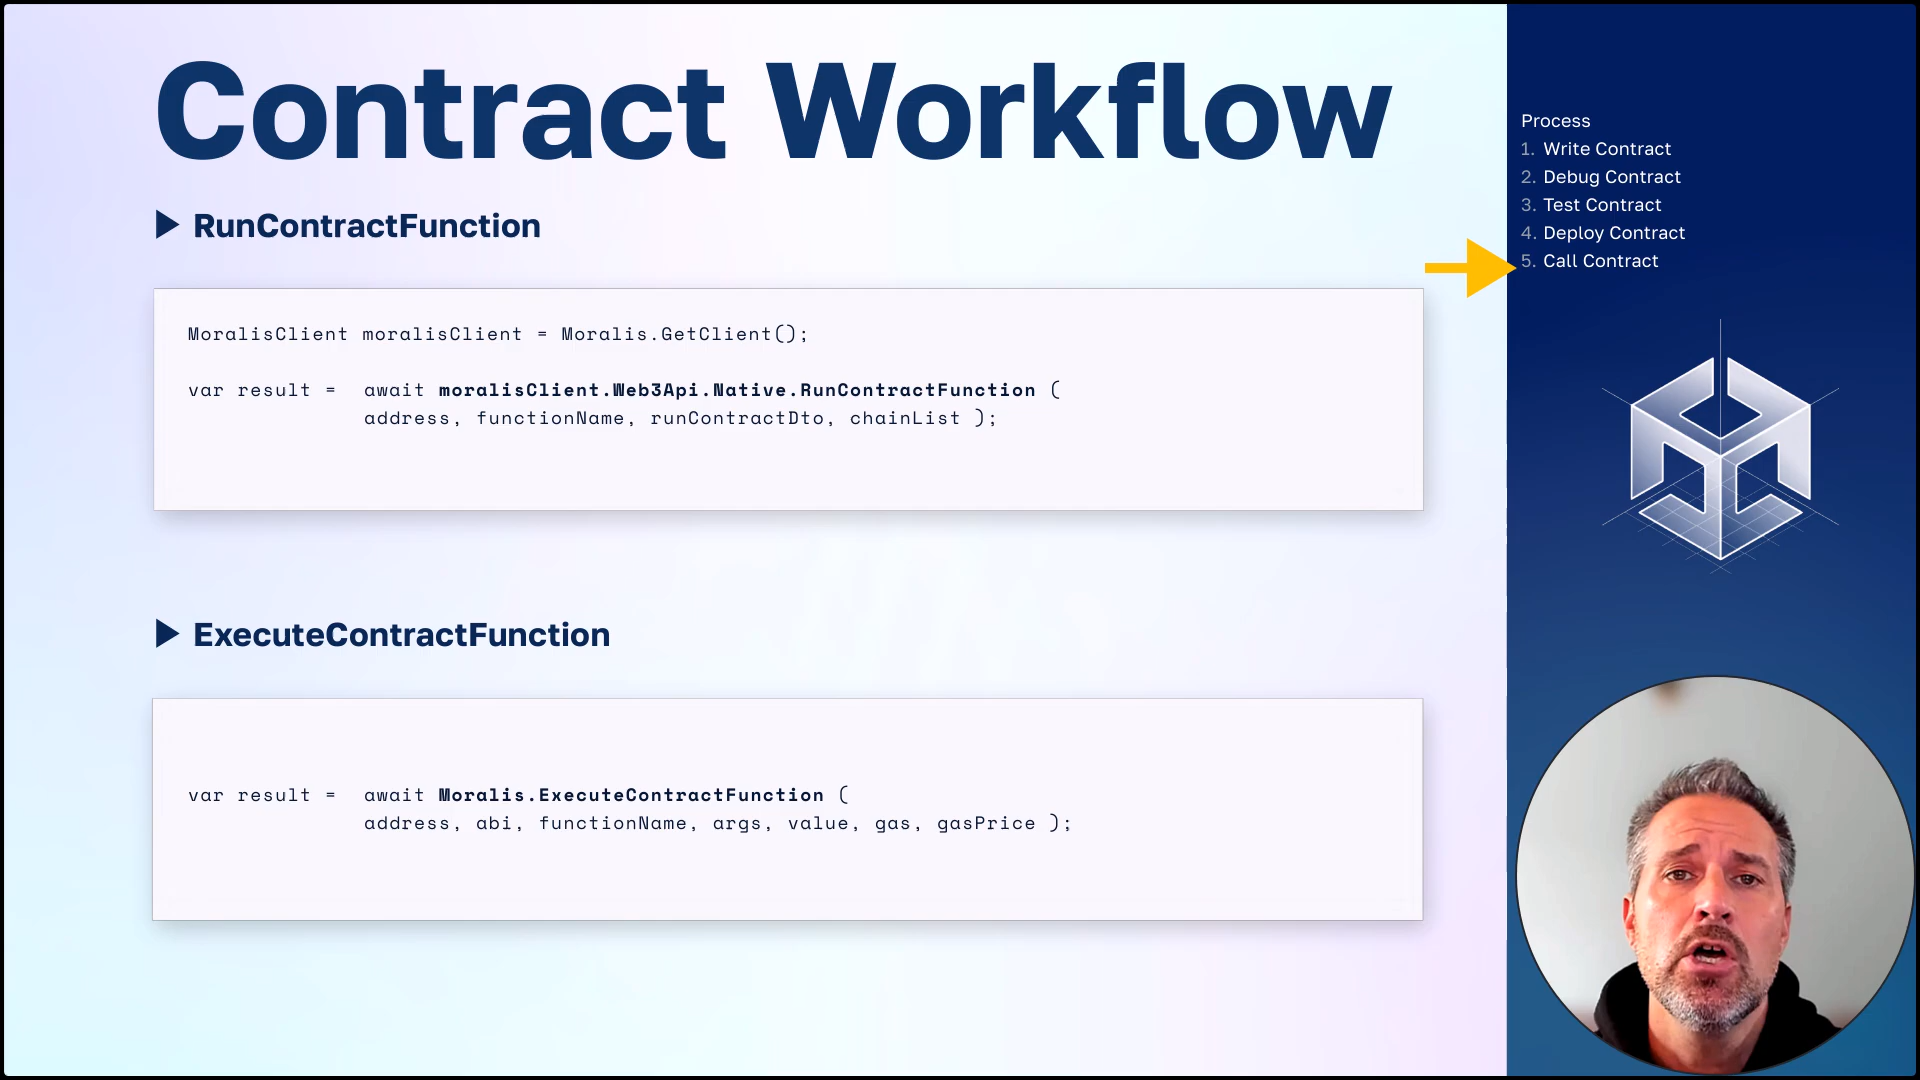 Contract Workflow
RunContractFunction
MoralisClient moralisClient = Moralis.GetClient();
var result = await moralisClient.Web3Api.Native.RunContractFunction (
address, functionName, runContractDto, chainList );
ExecuteContractFunction
var result = await Moralis.ExecuteContractFunction (
address, abi, functionName, args, value, gas, gasPrice );
Process
1. Write Contract
2. Debug Contract
3. Test Contract
4. Deploy Contract
5. Call Contract